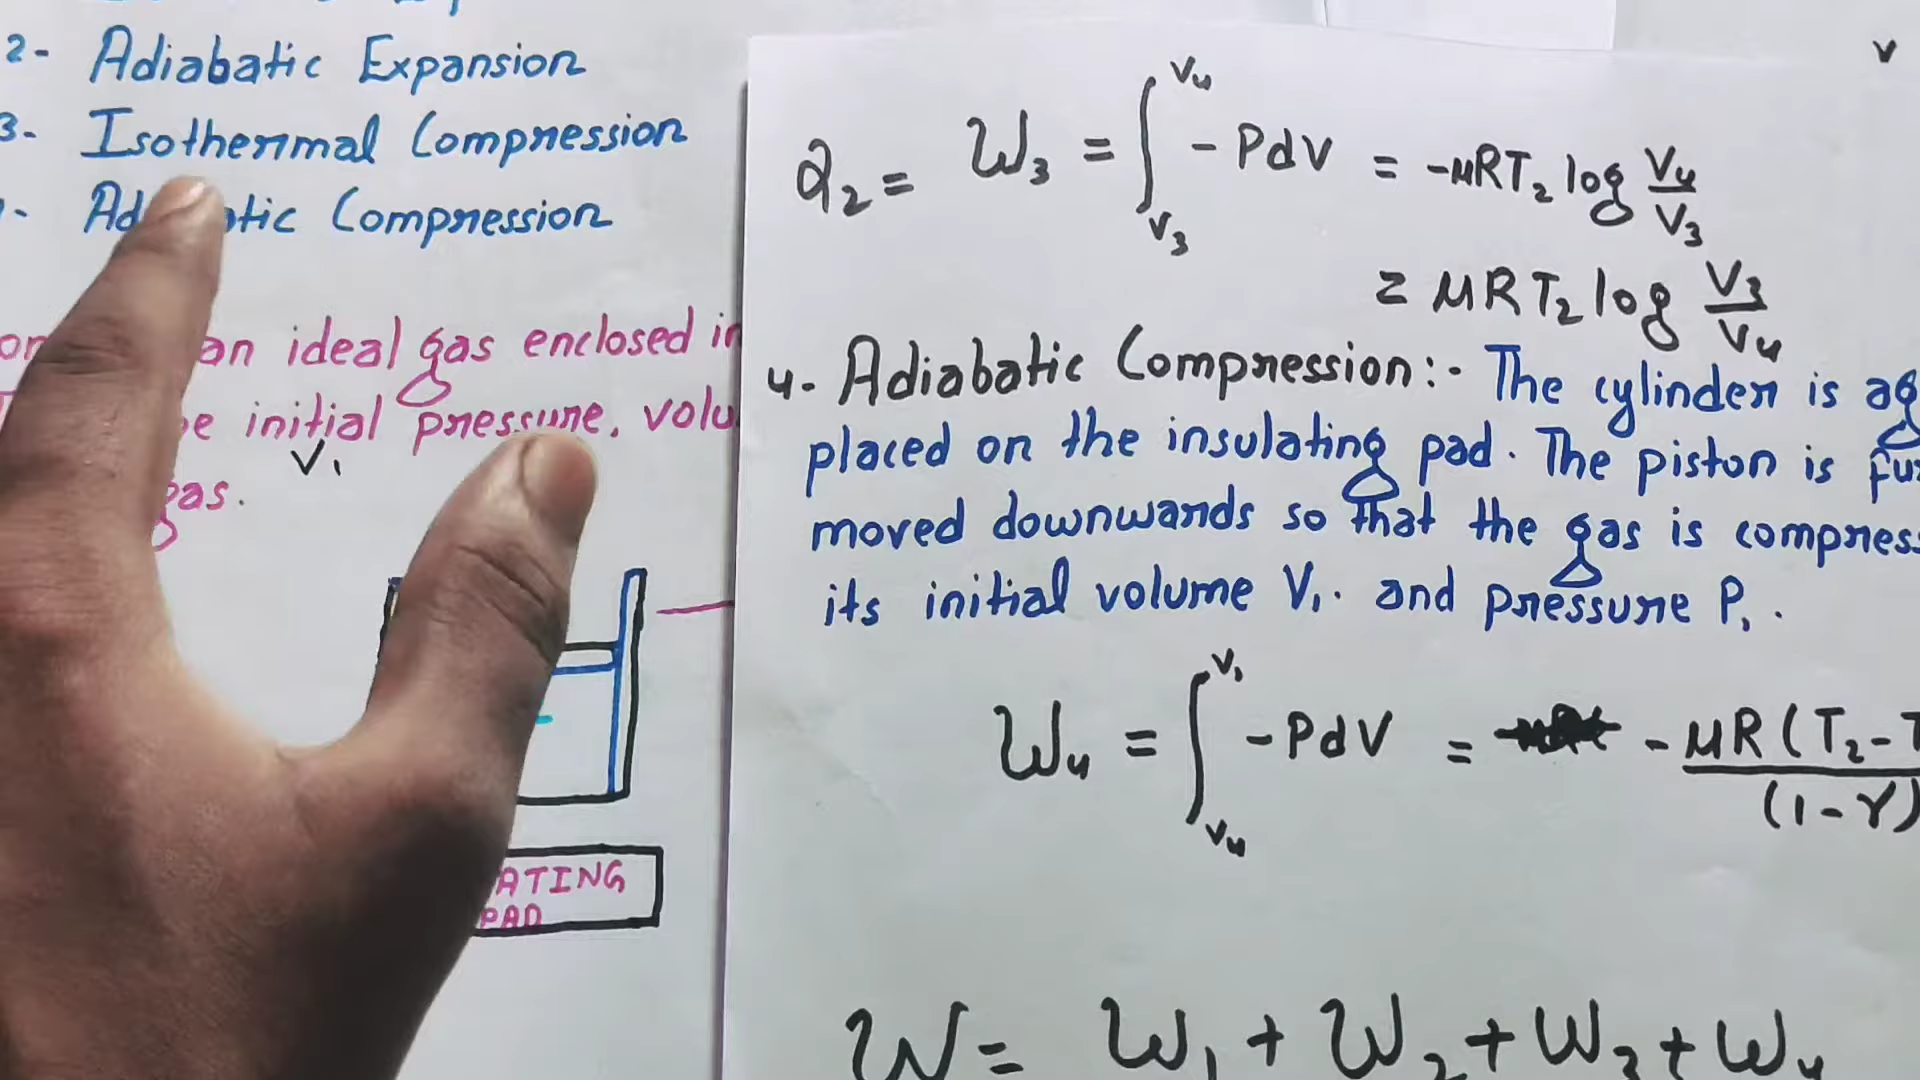 2- Adiabatic Expansion
3- Isothermal Compression
Compression
an ideal gas enclosed in
initial pressure, volu
V₁
gas.
ATING
PAD
V
Q₂ = W₃ = ∫ V₃ V₄ - PdV = -μRT₂ log V₄/V₃
= μRT₂ log V₃/V₄
4- Adiabatic Compression:- The cylinder is ag
placed on the insulating pad. The piston is fu
moved downwards so that the gas is compress
its initial volume V₁. and pressure P₁.
W₄ = ∫ V₄ V₁ - PdV = - μR(T₂-T / (1-γ)
W = W₁ + W₂ + W₃ + W₄